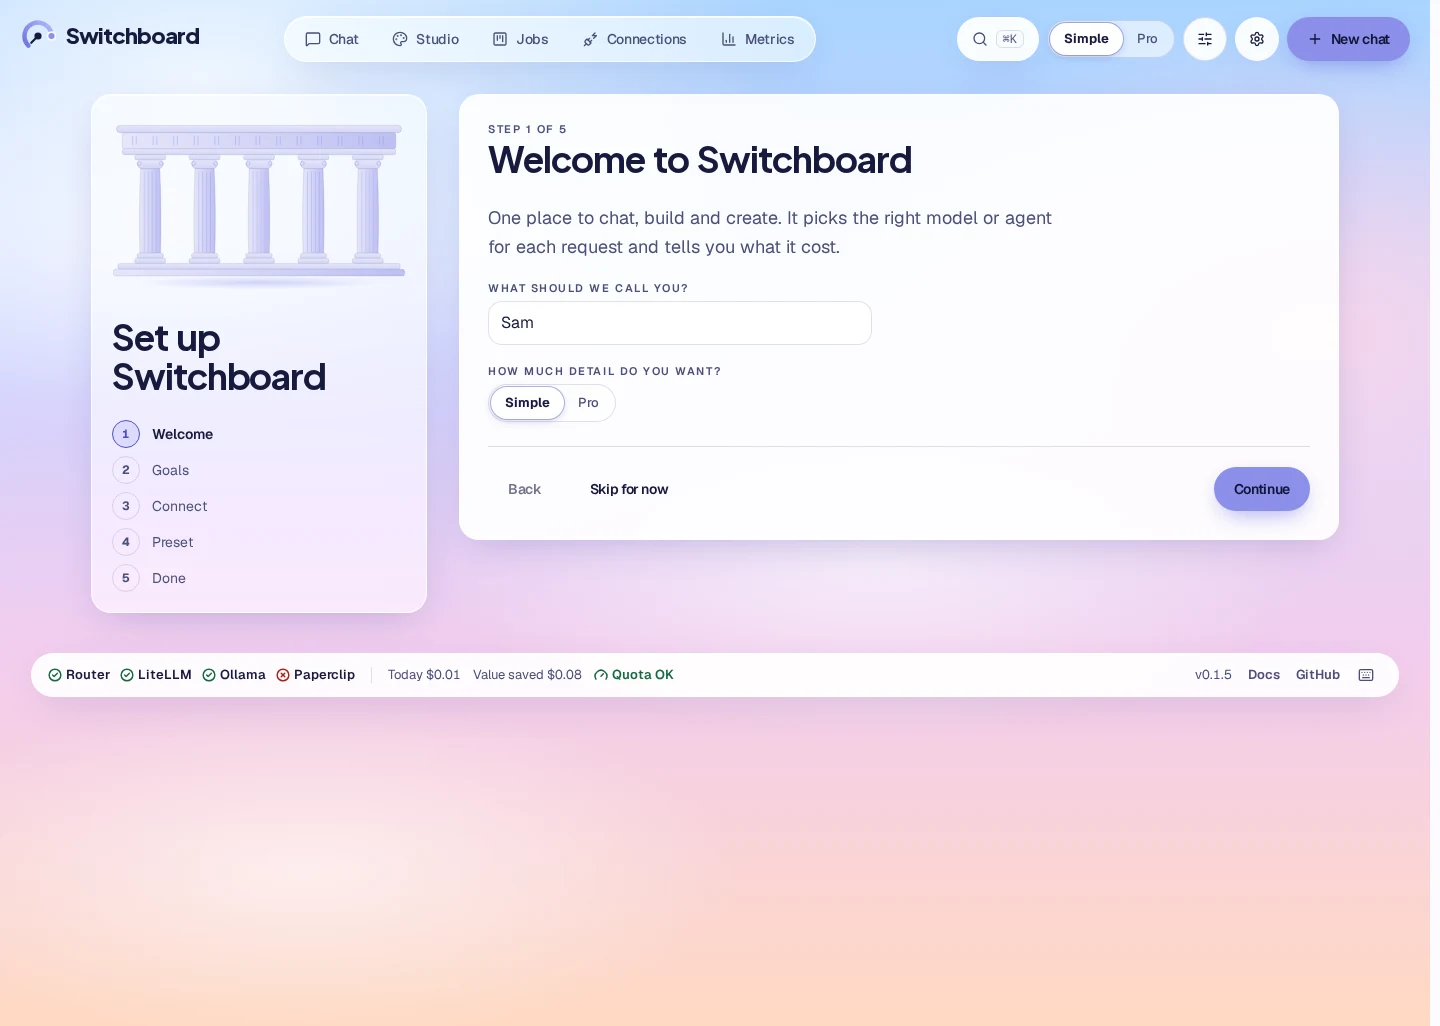 Switchboard
Chat
Studio
Jobs
Connections
Metrics
⌘K
Simple
Pro
New chat
Set up
Switchboard
1 Welcome
2 Goals
3 Connect
4 Preset
5 Done
STEP 1 OF 5
Welcome to Switchboard
One place to chat, build and create. It picks the right model or agent
for each request and tells you what it cost.
WHAT SHOULD WE CALL YOU?
Sam
HOW MUCH DETAIL DO YOU WANT?
Simple
Pro
Back
Skip for now
Continue
Router
LiteLLM
Ollama
Paperclip
Today $0.01
Value saved $0.08
Quota OK
v0.1.5
Docs
GitHub